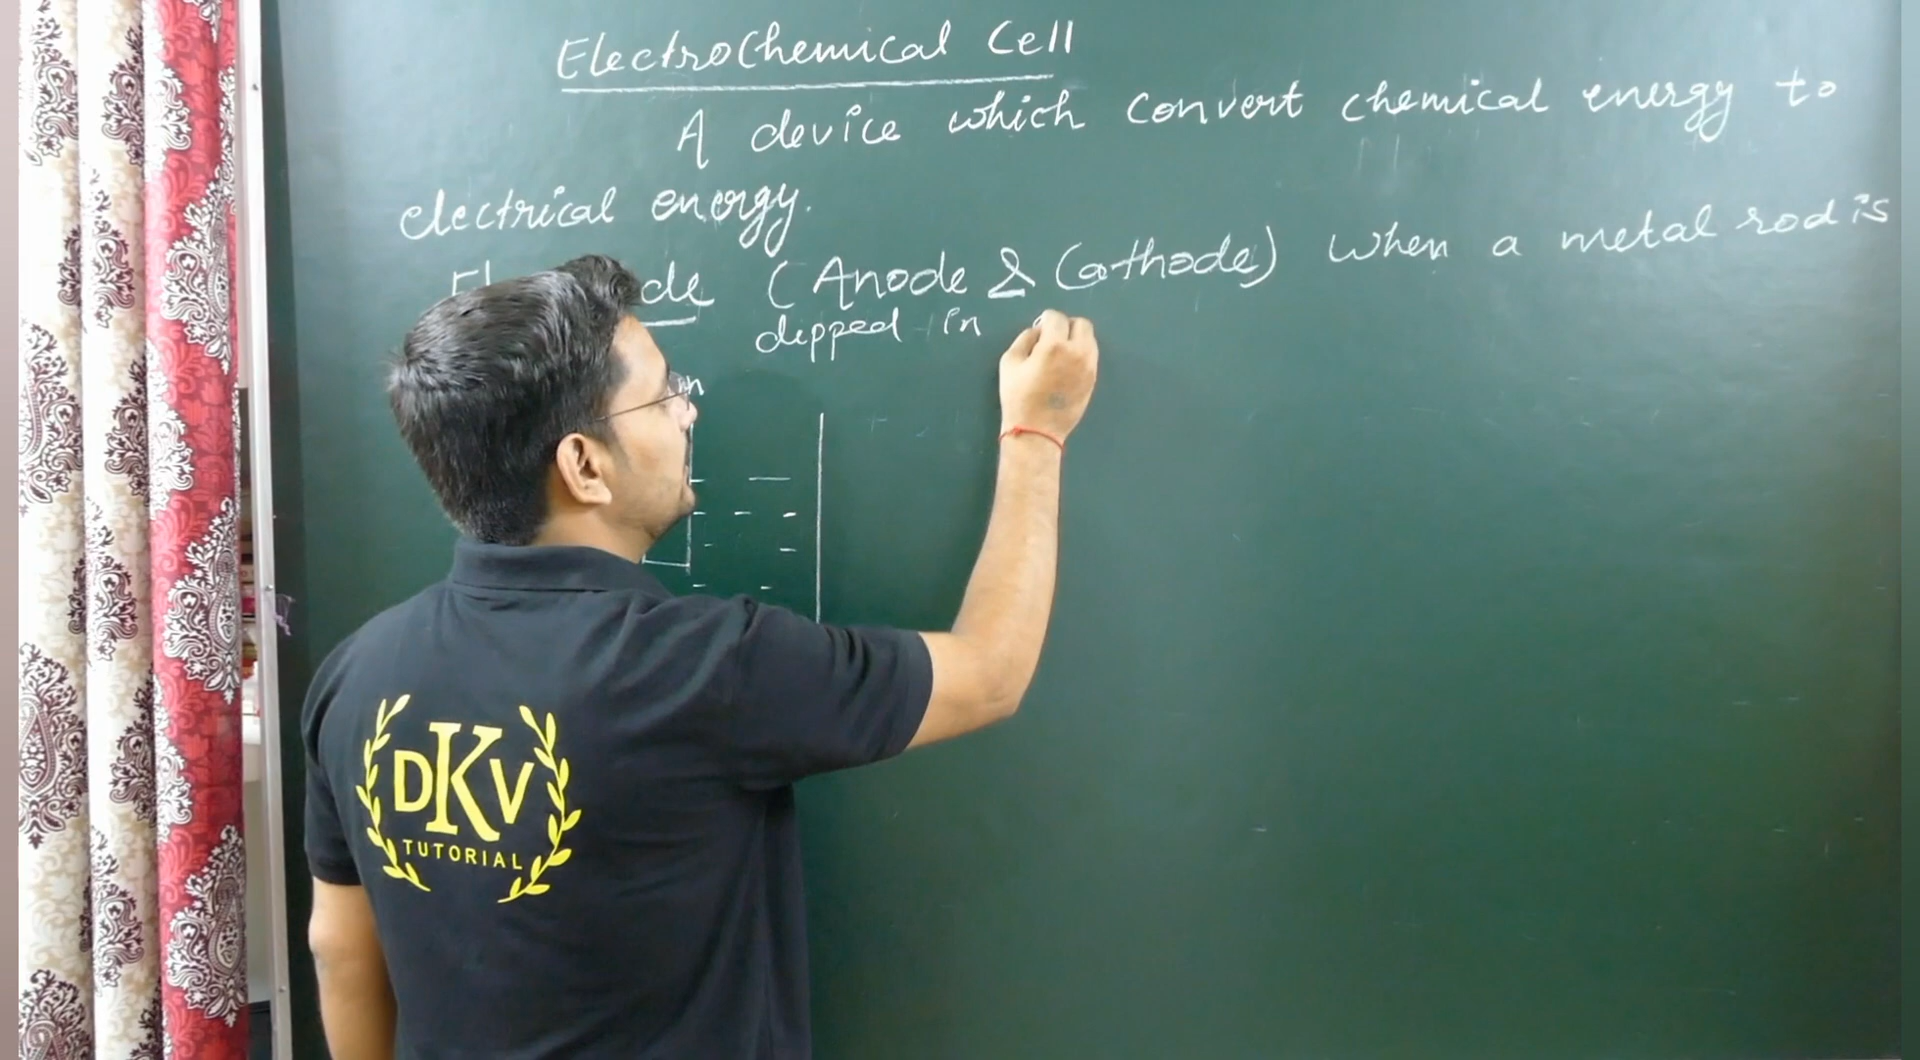 Electrochemical Cell
A device which convert chemical energy to
electrical energy.
(Anode & Cathode) when a metal rod is
dipped in
DKV
TUTORIAL